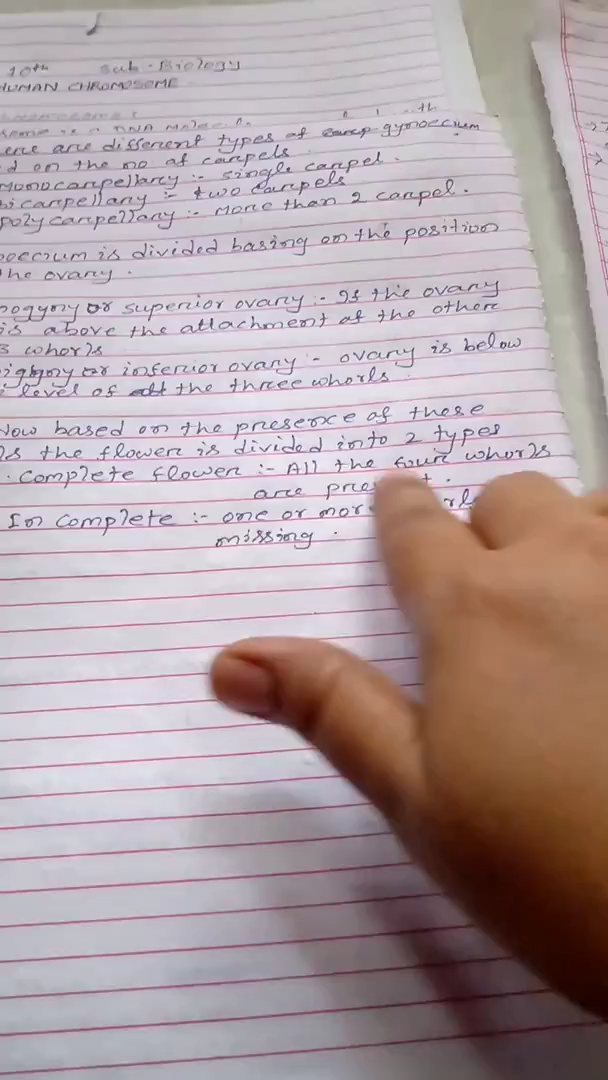 10th Sub-Biology
HUMAN CHROMOSOME
are different types of gynoecium
on the no of carpels
Monocarpellary :- single carpel.
bicarpellary :- two carpels
polycarpellary :- More than 2 carpel.
oecium is divided basing on the position
the ovary.
ogyny or superior ovary :- If the ovary
is above the attachment of the other
3 whorls
or inferior ovary - ovary is below
level of the three whorls.
Now based on the presence of these
ls the flower is divided into 2 types
. Complete flower :- All the four whorls
are
In complete :- one or more
missing.